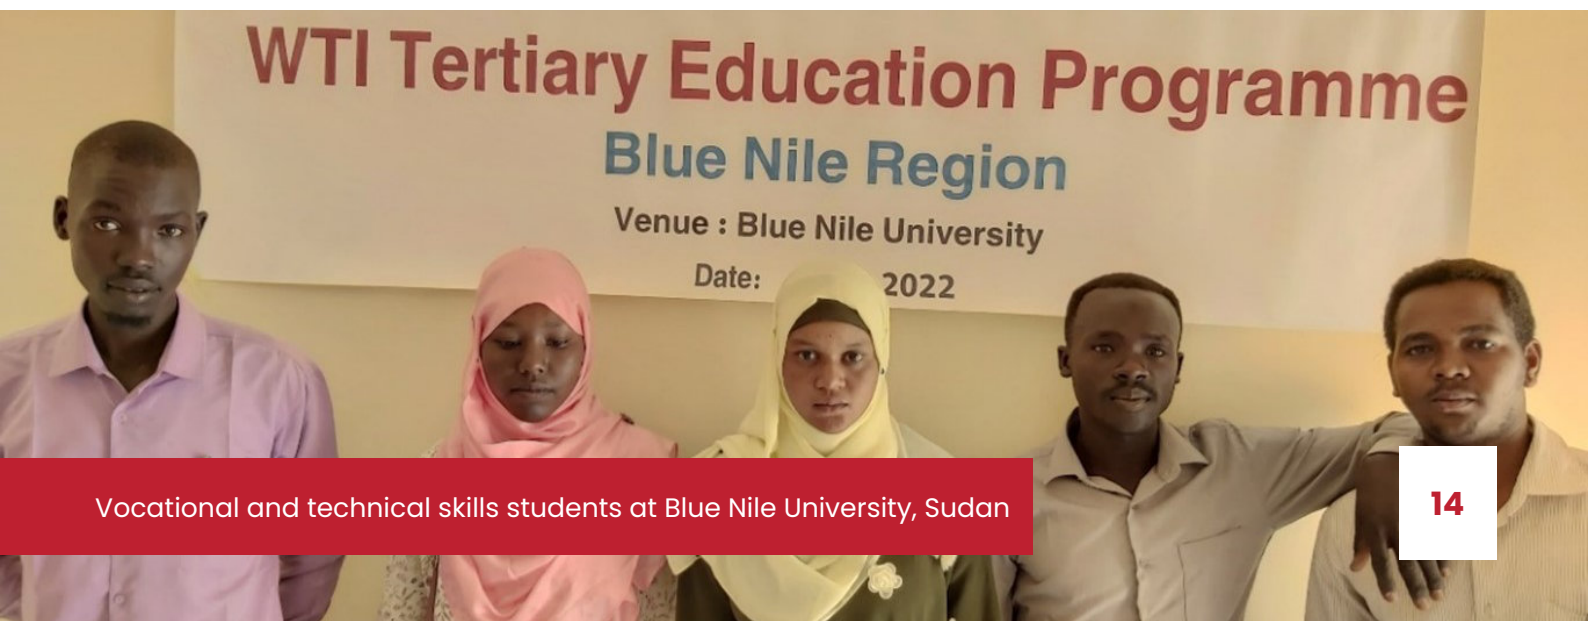 WTI Tertiary Education Programme
Blue Nile Region
Venue : Blue Nile University
Date: 2022
Vocational and technical skills students at Blue Nile University, Sudan
14